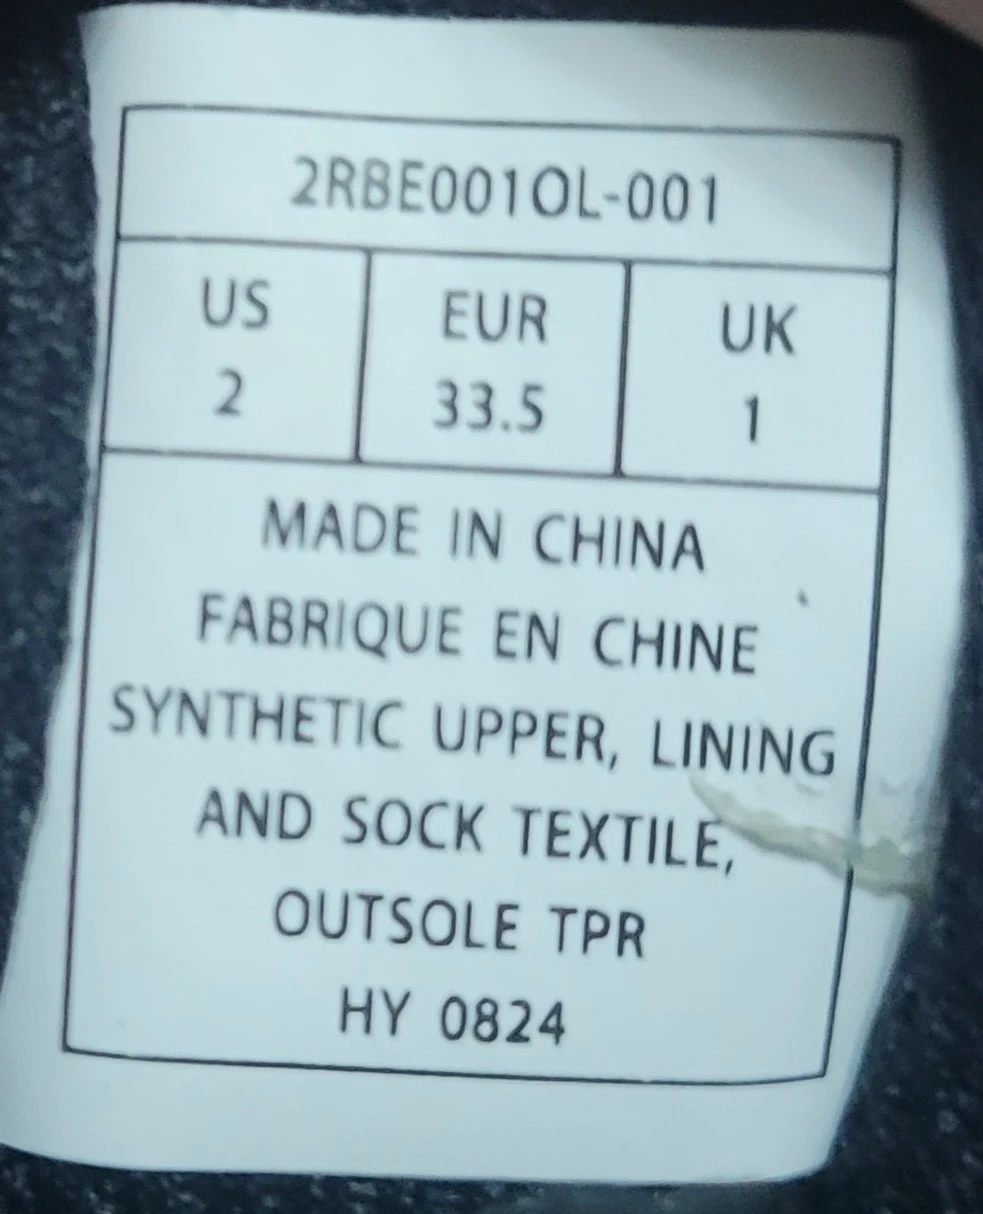 2RBE001OL-001
US EUR UK
2 33.5 1
MADE IN CHINA
FABRIQUE EN CHINE
SYNTHETIC UPPER, LINING
AND SOCK TEXTILE,
OUTSOLE TPR
HY 0824